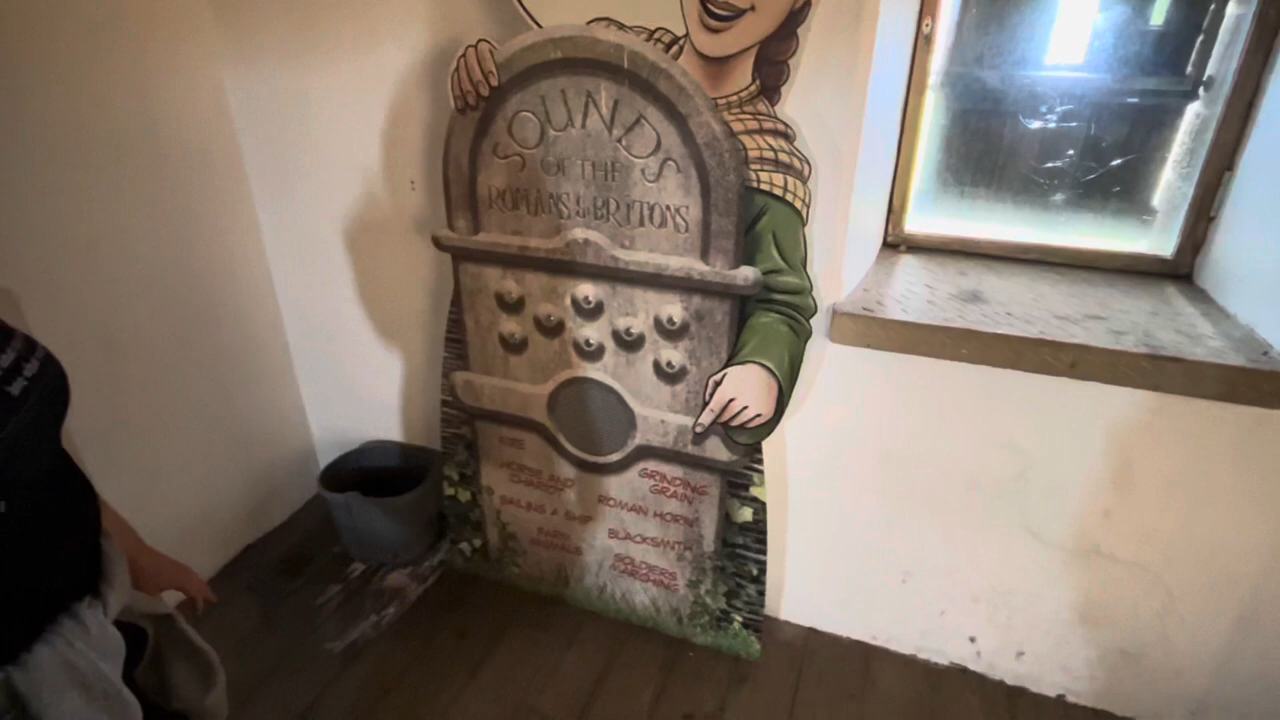 SOUNDS
OF THE
ROMANS & BRITONS
HORSE AND
CHARIOT
SAILING A SHIP
FARM
ANIMALS
GRINDING
GRAIN
ROMAN HORN
BLACKSMITH
SOLDIERS
MARCHING